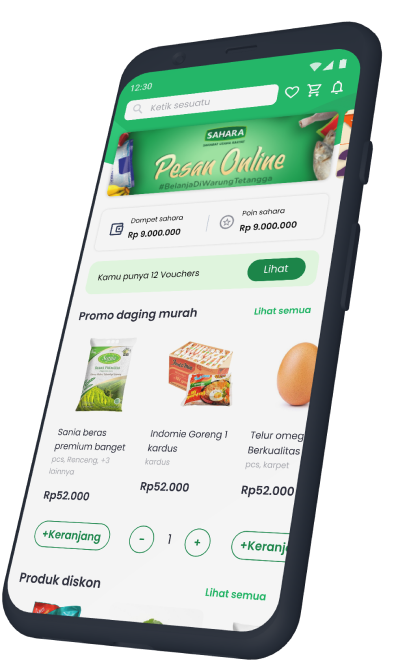 12:30
Ketik sesuatu
SAHARA
Pesan Online
#BelanjaDiWarungTetangga
Dompet sahara
Rp 9.000.000
Poin sahara
Rp 9.000.000
Kamu punya 12 Vouchers
Lihat
Promo daging murah
Lihat semua
Sania beras
premium banget
pcs, Renceng, +3
lainnya
Rp52.000
Indomie Goreng 1
kardus
kardus
Rp52.000
Telur omeg
Berkualitas
pcs, karpet
Rp52.000
+Keranjang
-
1
+
+Keranj
Produk diskon
Lihat semua